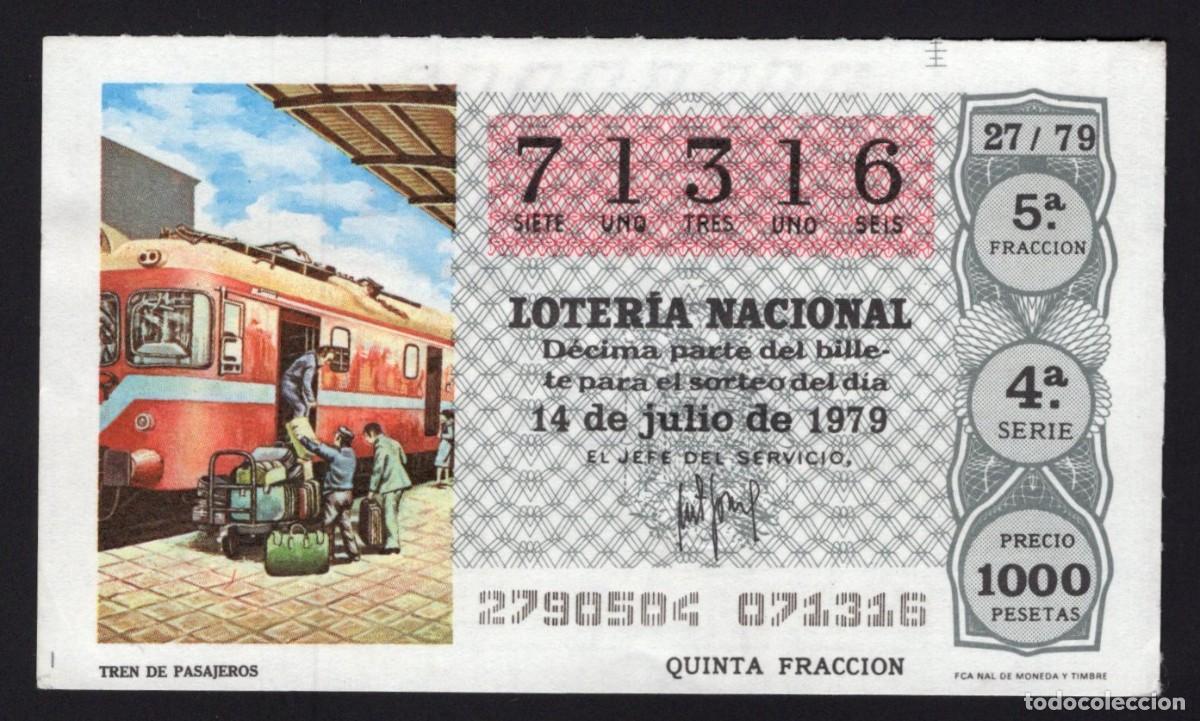 71316
SIETE UNO TRES UNO SEIS
LOTERÍA NACIONAL
Décima parte del bille-
te para el sorteo del día
14 de julio de 1979
EL JEFE DEL SERVICIO,
2790504 071316
QUINTA FRACCION
27/79
5.ª
FRACCION
4.ª
SERIE
PRECIO
1000
PESETAS
TREN DE PASAJEROS
FCA NAL DE MONEDA Y TIMBRE
todocoleccion